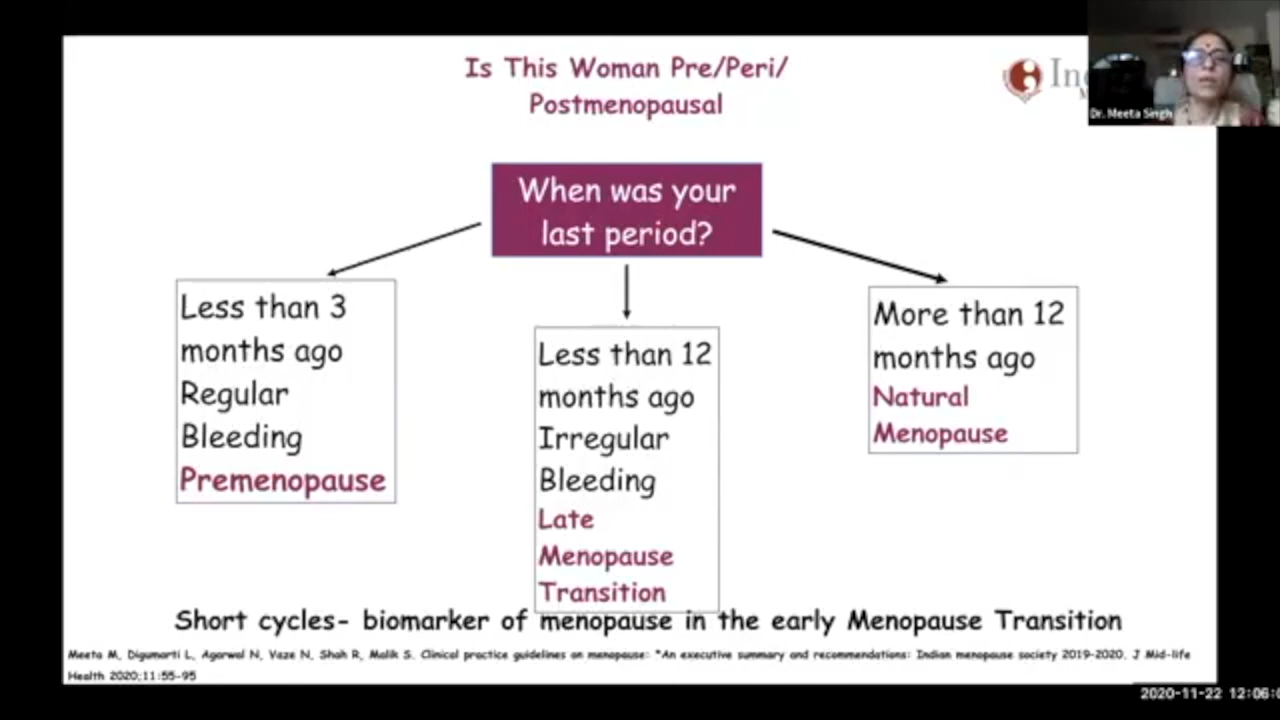 Is This Woman Pre/Peri/
Postmenopausal
Dr. Meeta Singh
When was your
last period?
Less than 3
months ago
Regular
Bleeding
Premenopause
Less than 12
months ago
Irregular
Bleeding
Late
Menopause
Transition
More than 12
months ago
Natural
Menopause
Short cycles- biomarker of menopause in the early Menopause Transition
Meeta M, Digumarti L, Agarwal N, Vaze N, Shah R, Malik S. Clinical practice guidelines on menopause: *An executive summary and recommendations: Indian menopause society 2019-2020. J Mid-life
Health 2020;11:55-95
2020-11-22 12:06:0